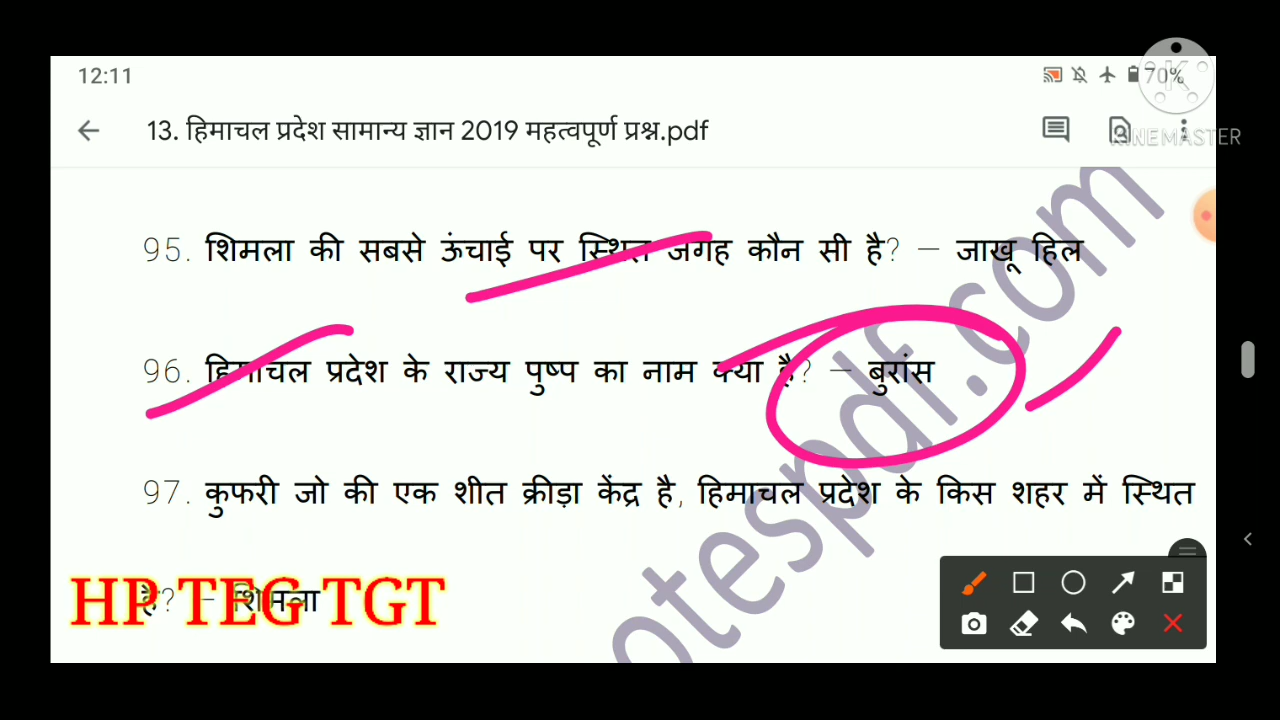 12:11
70%
KINEMASTER
13. हिमाचल प्रदेश सामान्य ज्ञान 2019 महत्वपूर्ण प्रश्न.pdf
95. शिमला की सबसे ऊंचाई पर स्थित जगह कौन सी है? – जाखू हिल
96. हिमाचल प्रदेश के राज्य पुष्प का नाम क्या है? – बुरांस
97. कुफरी जो की एक शीत क्रीड़ा केंद्र है, हिमाचल प्रदेश के किस शहर में स्थित
है? – शिमला
HP TEG TGT
otespdf.com